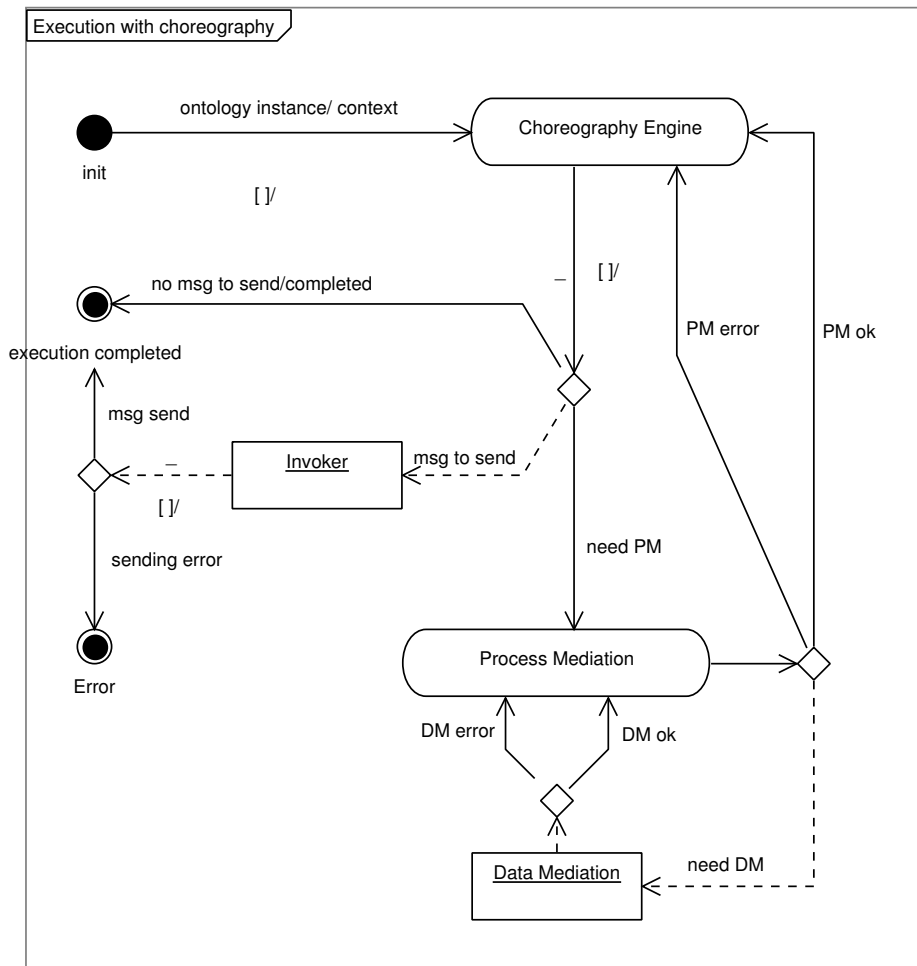 Execution with choreography
ontology instance/ context
Choreography Engine
init
[ ]/
_
[ ]/
no msg to send/completed
PM error
PM ok
execution completed
msg send
Invoker
msg to send
_
[ ]/
need PM
sending error
Process Mediation
Error
DM error
DM ok
need DM
Data Mediation